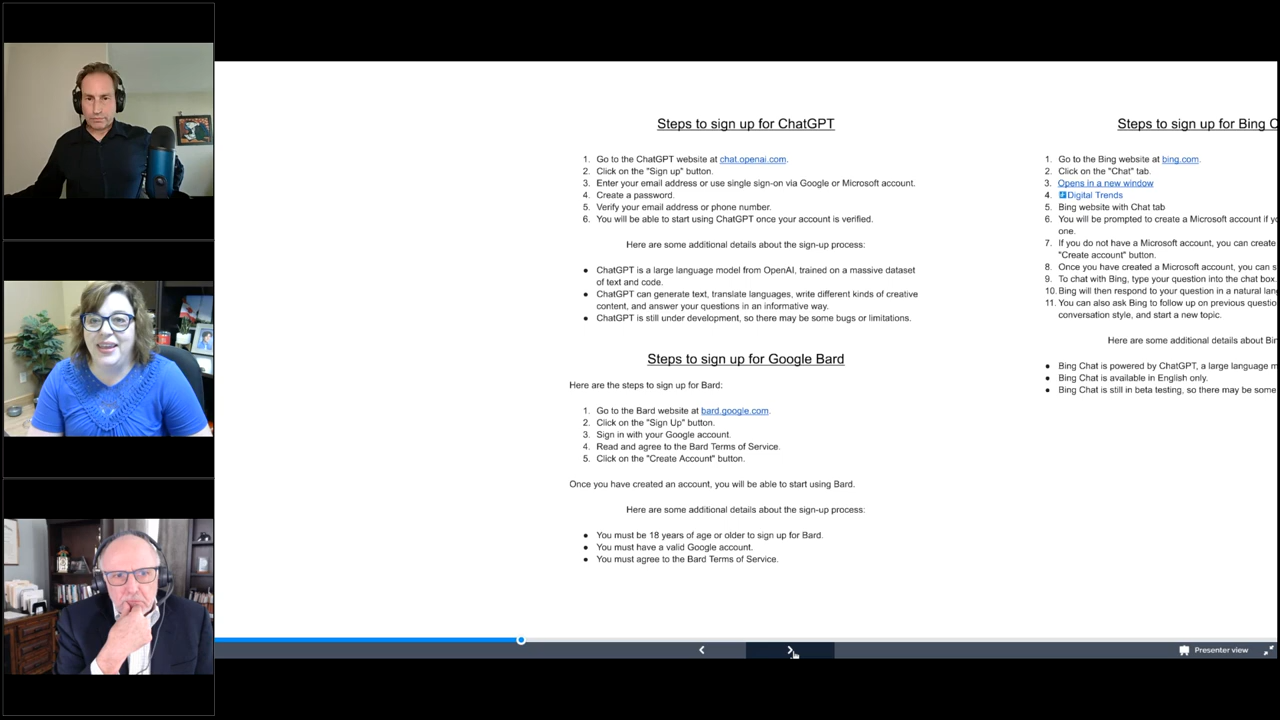 Steps to sign up for ChatGPT
1. Go to the ChatGPT website at chat.openai.com.
2. Click on the "Sign up" button.
3. Enter your email address or use single sign-on via Google or Microsoft account.
4. Create a password.
5. Verify your email address or phone number.
6. You will be able to start using ChatGPT once your account is verified.
Here are some additional details about the sign-up process:
● ChatGPT is a large language model from OpenAI, trained on a massive dataset
of text and code.
● ChatGPT can generate text, translate languages, write different kinds of creative
content, and answer your questions in an informative way.
● ChatGPT is still under development, so there may be some bugs or limitations.
Steps to sign up for Google Bard
Here are the steps to sign up for Bard:
1. Go to the Bard website at bard.google.com.
2. Click on the "Sign Up" button.
3. Sign in with your Google account.
4. Read and agree to the Bard Terms of Service.
5. Click on the "Create Account" button.
Once you have created an account, you will be able to start using Bard.
Here are some additional details about the sign-up process:
● You must be 18 years of age or older to sign up for Bard.
● You must have a valid Google account.
● You must agree to the Bard Terms of Service.
Steps to sign up for Bing
1. Go to the Bing website at bing.com.
2. Click on the "Chat" tab.
3. Opens in a new window
4. Digital Trends
5. Bing website with Chat tab
6. You will be prompted to create a Microsoft account if
one.
7. If you do not have a Microsoft account, you can create
"Create account" button.
8. Once you have created a Microsoft account, you can
9. To chat with Bing, type your question into the chat box
10. Bing will then respond to your question in a natural
11. You can also ask Bing to follow up on previous
conversation style, and start a new topic.
Here are some additional details about
● Bing Chat is powered by ChatGPT, a large language
● Bing Chat is available in English only.
● Bing Chat is still in beta testing, so there may be some
Presenter view